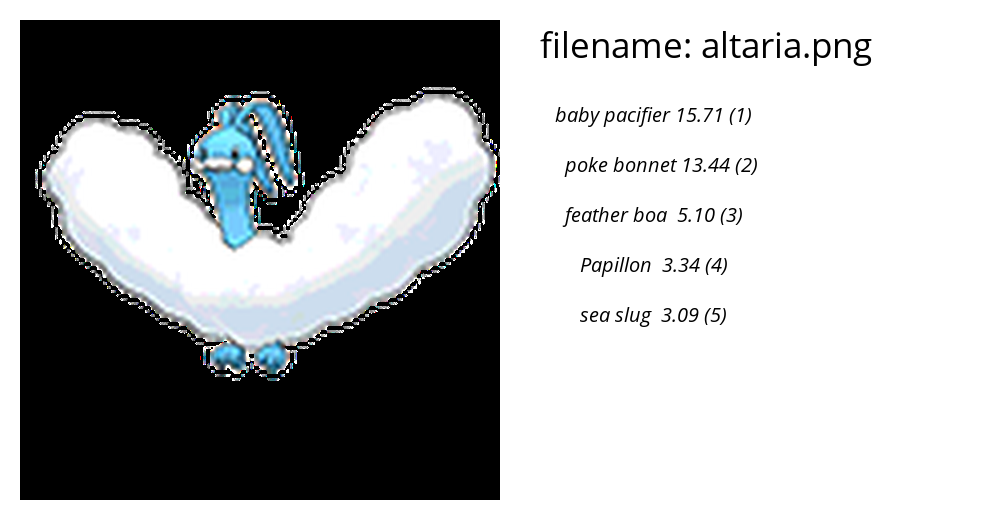 filename: altaria.png
baby pacifier 15.71 (1)
poke bonnet 13.44 (2)
feather boa 5.10 (3)
Papillon 3.34 (4)
sea slug 3.09 (5)